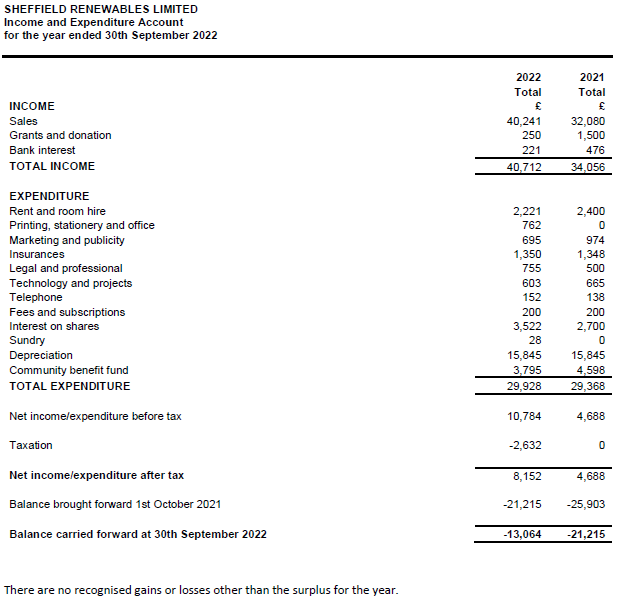 SHEFFIELD RENEWABLES LIMITED
Income and Expenditure Account
for the year ended 30th September 2022
2022 2021
Total Total
INCOME £ £
Sales 40,241 32,080
Grants and donation 250 1,500
Bank interest 221 476
TOTAL INCOME 40,712 34,056
EXPENDITURE
Rent and room hire 2,221 2,400
Printing, stationery and office 762 0
Marketing and publicity 695 974
Insurances 1,350 1,348
Legal and professional 755 500
Technology and projects 603 665
Telephone 152 138
Fees and subscriptions 200 200
Interest on shares 3,522 2,700
Sundry 28 0
Depreciation 15,845 15,845
Community benefit fund 3,795 4,598
TOTAL EXPENDITURE 29,928 29,368
Net income/expenditure before tax 10,784 4,688
Taxation -2,632 0
Net income/expenditure after tax 8,152 4,688
Balance brought forward 1st October 2021 -21,215 -25,903
Balance carried forward at 30th September 2022 -13,064 -21,215
There are no recognised gains or losses other than the surplus for the year.